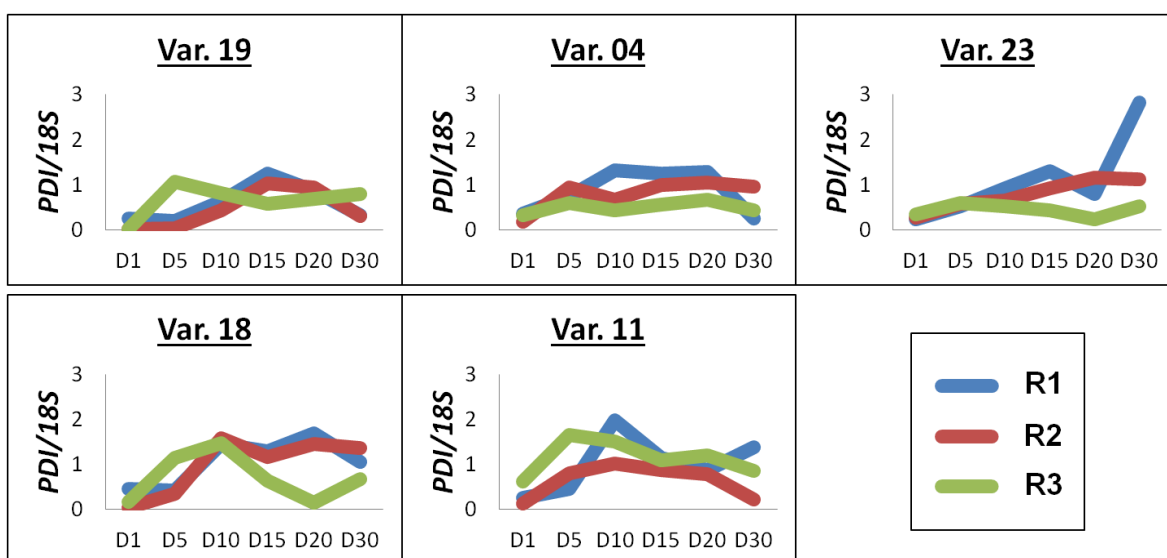 Var. 19
PDI/18S
3
2
1
0
D1 D5 D10 D15 D20 D30
Var. 04
PDI/18S
3
2
1
0
D1 D5 D10 D15 D20 D30
Var. 23
PDI/18S
3
2
1
0
D1 D5 D10 D15 D20 D30
Var. 18
PDI/18S
3
2
1
0
D1 D5 D10 D15 D20 D30
Var. 11
PDI/18S
3
2
1
0
D1 D5 D10 D15 D20 D30
R1
R2
R3